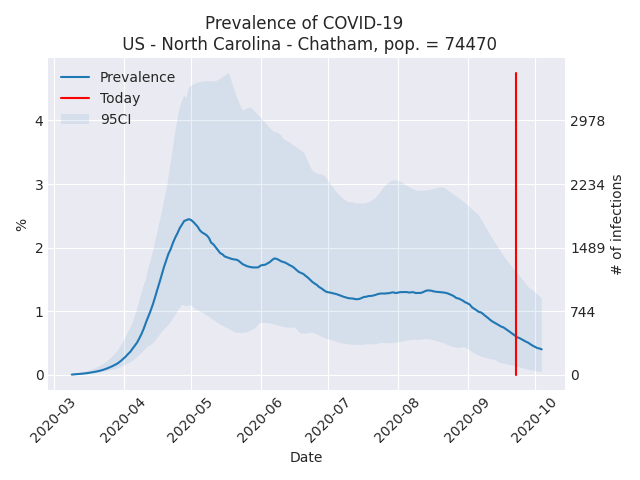 Prevalence of COVID-19
US - North Carolina - Chatham, pop. = 74470
Prevalence
Today
95CI
4
3
2
1
0
%
2978
2234
1489
744
0
# of infections
2020-03
2020-04
2020-05
2020-06
2020-07
2020-08
2020-09
2020-10
Date